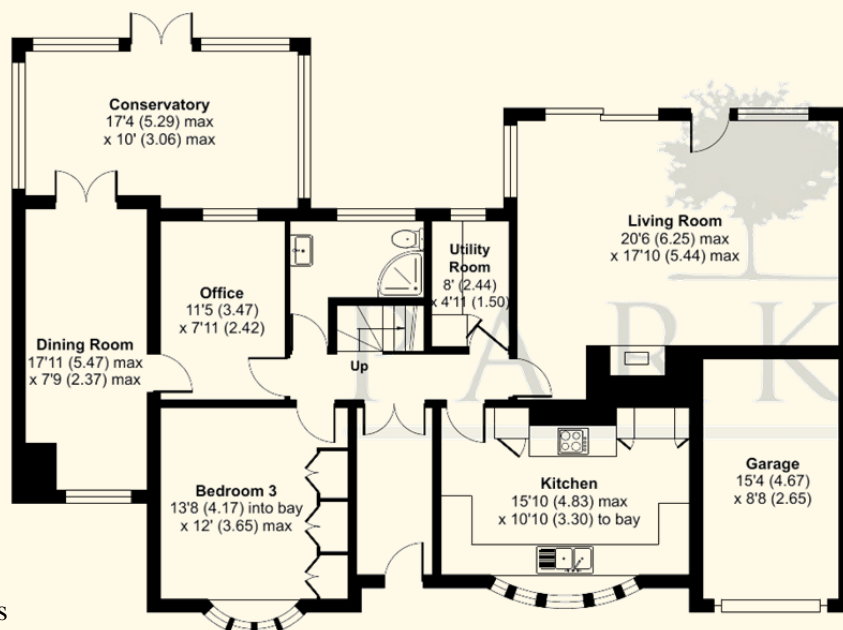 Conservatory
17'4 (5.29) max
x 10' (3.06) max
Living Room
20'6 (6.25) max
x 17'10 (5.44) max
Utility
Room
8' (2.44)
x 4'11 (1.50)
Office
11'5 (3.47)
x 7'11 (2.42)
Dining Room
17'11 (5.47) max
x 7'9 (2.37) max
Up
PARK
Bedroom 3
13'8 (4.17) into bay
x 12' (3.65) max
Kitchen
15'10 (4.83) max
x 10'10 (3.30) to bay
Garage
15'4 (4.67)
x 8'8 (2.65)